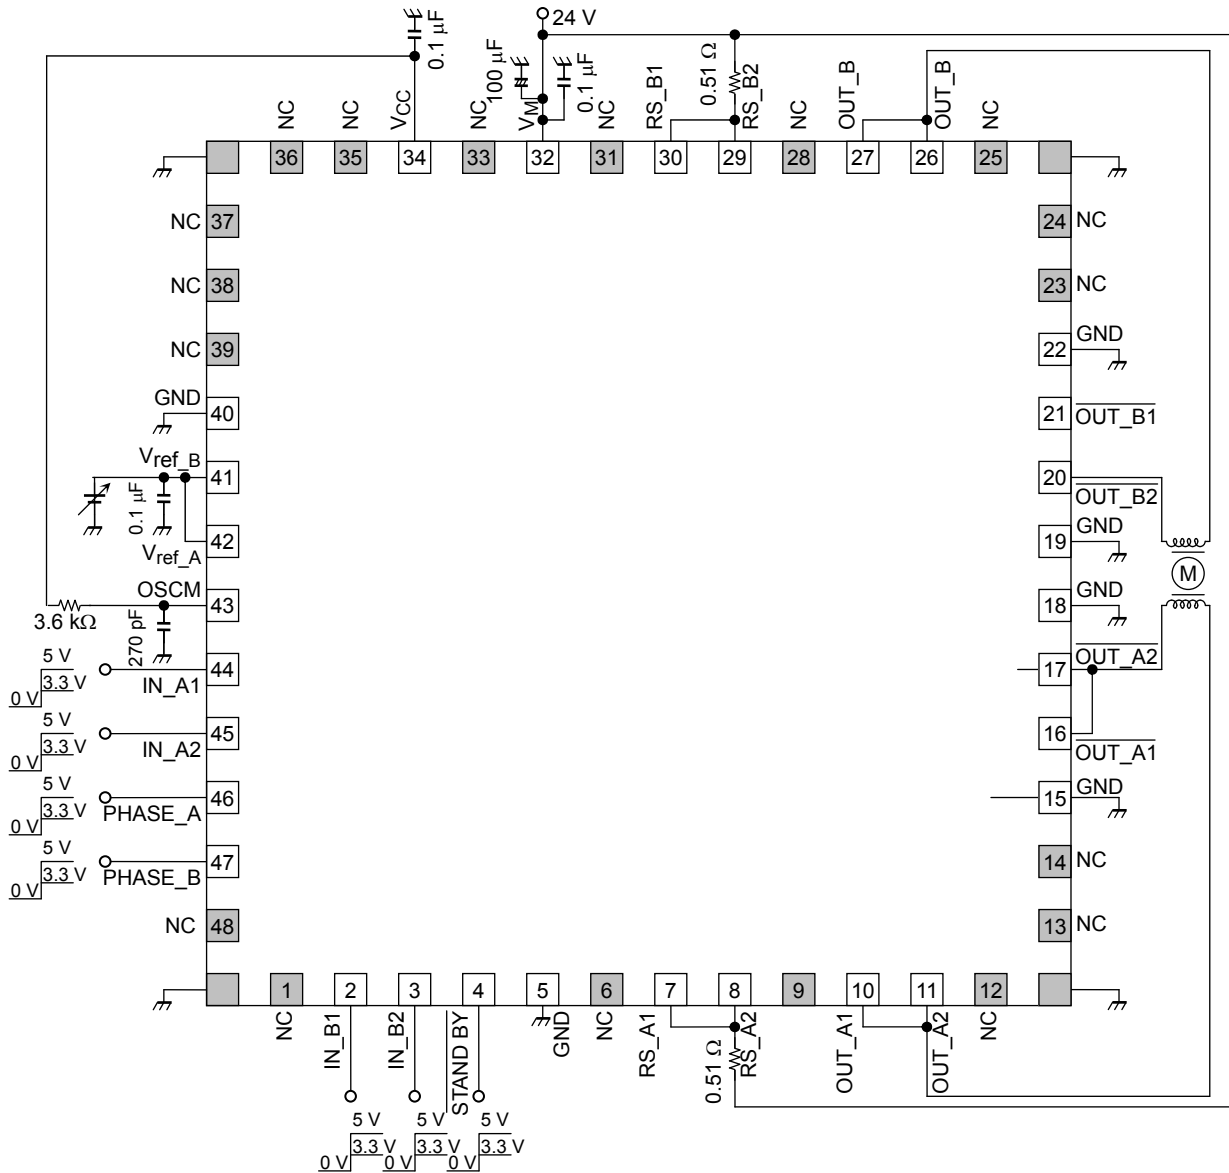 24 V
0.1 µF
100 µF
0.1 µF
0.51 Ω
NC
NC
VCC
NC
VM
NC
RS_B1
RS_B2
NC
OUT_B
OUT_B
NC
36
35
34
33
32
31
30
29
28
27
26
25
NC 37
NC 38
NC 39
GND
40
Vref_B
41
0.1 µF
42
Vref_A
OSCM
43
3.6 kΩ
270 pF
5 V
3.3 V
0 V
44
IN_A1
5 V
3.3 V
0 V
45
IN_A2
5 V
3.3 V
0 V
46
PHASE_A
5 V
3.3 V
0 V
47
PHASE_B
NC 48
24 NC
23 NC
GND
22
21
OUT_B1
20
OUT_B2
GND
19
M
GND
18
17
OUT_A2
16
OUT_A1
GND
15
14 NC
13 NC
1
2
3
4
5
6
7
8
9
10
11
12
NC
IN_B1
IN_B2
STAND BY
GND
NC
RS_A1
0.51 Ω
RS_A2
OUT_A1
OUT_A2
NC
5 V
3.3 V
0 V
5 V
3.3 V
0 V
5 V
3.3 V
0 V